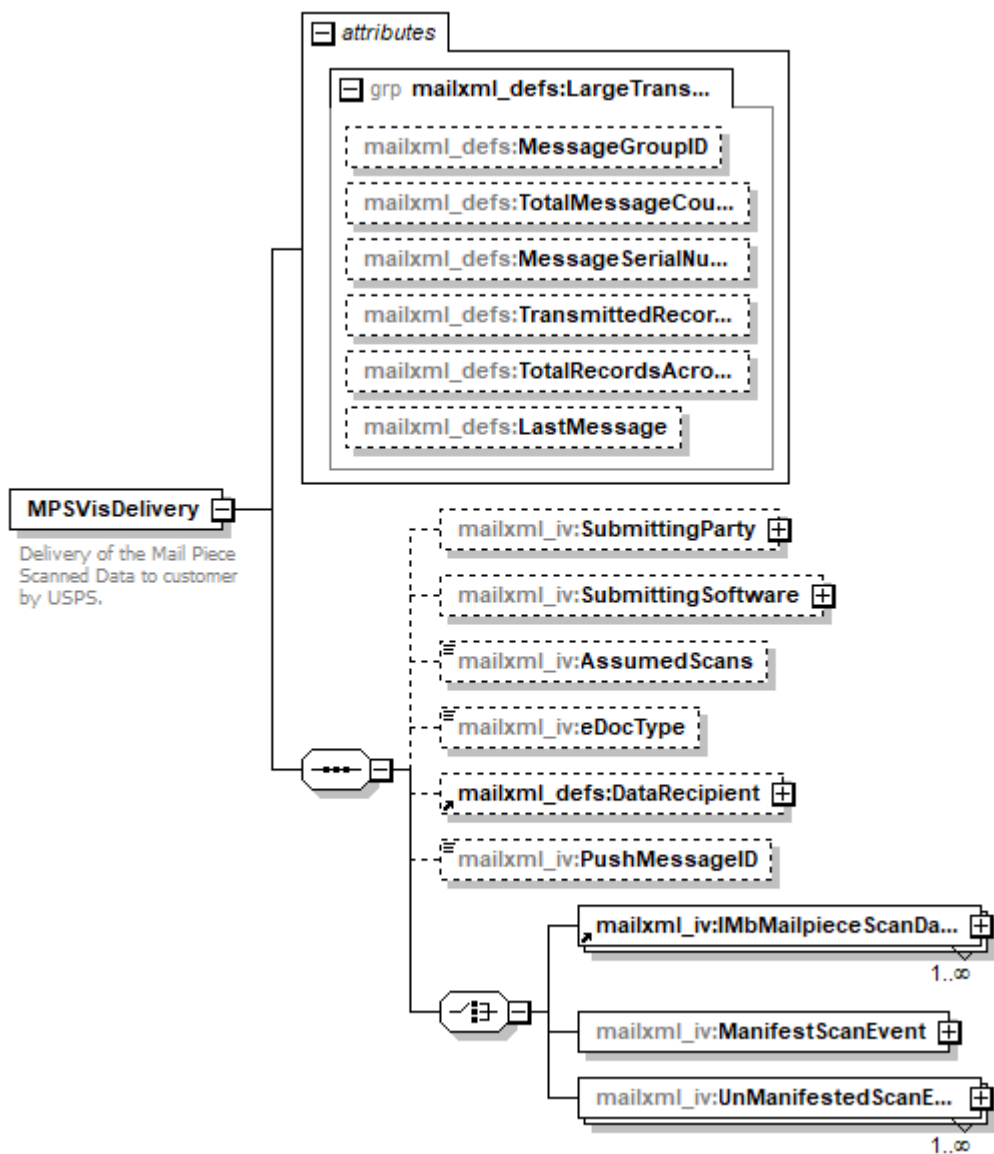 attributes
grp mailxml_defs:LargeTrans...
mailxml_defs:MessageGroupID
mailxml_defs:TotalMessageCou...
mailxml_defs:MessageSerialNu...
mailxml_defs:TransmittedRecor...
mailxml_defs:TotalRecordsAcro...
mailxml_defs:LastMessage
MPSVisDelivery
Delivery of the Mail Piece
Scanned Data to customer
by USPS.
mailxml_iv:SubmittingParty
mailxml_iv:SubmittingSoftware
mailxml_iv:AssumedScans
mailxml_iv:eDocType
mailxml_defs:DataRecipient
mailxml_iv:PushMessageID
mailxml_iv:IMbMailpieceScanDa...
1..∞
mailxml_iv:ManifestScanEvent
mailxml_iv:UnManifestedScanE...
1..∞